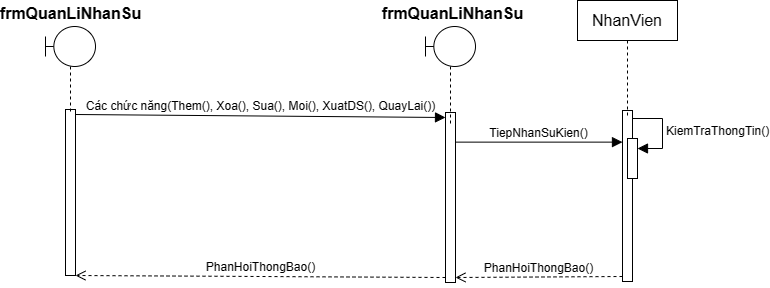 frmQuanLiNhanSu
frmQuanLiNhanSu
NhanVien
Các chức năng(Them(), Xoa(), Sua(), Moi(), XuatDS(), QuayLai())
TiepNhanSuKien()
KiemTraThongTin()
PhanHoiThongBao()
PhanHoiThongBao()